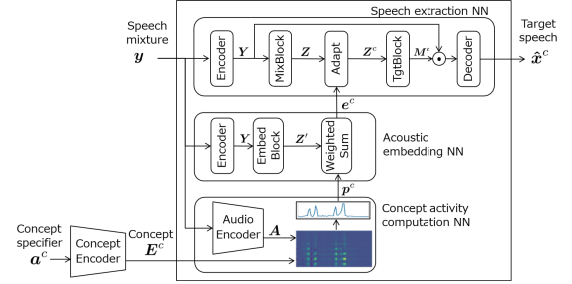 Speech extraction NN
Target
speech
x̂^c
Speech
mixture
y
Encoder
Y
MixBlock
Z
Adapt
Z^c
TgtBlock
M^c
Decoder
e^c
Encoder
Y
Embed
Block
Z'
Weighted
Sum
Acoustic
embedding NN
p^c
Concept activity
computation NN
Audio
Encoder
A
Concept
specifier
a^c
Concept
Encoder
Concept
E^c